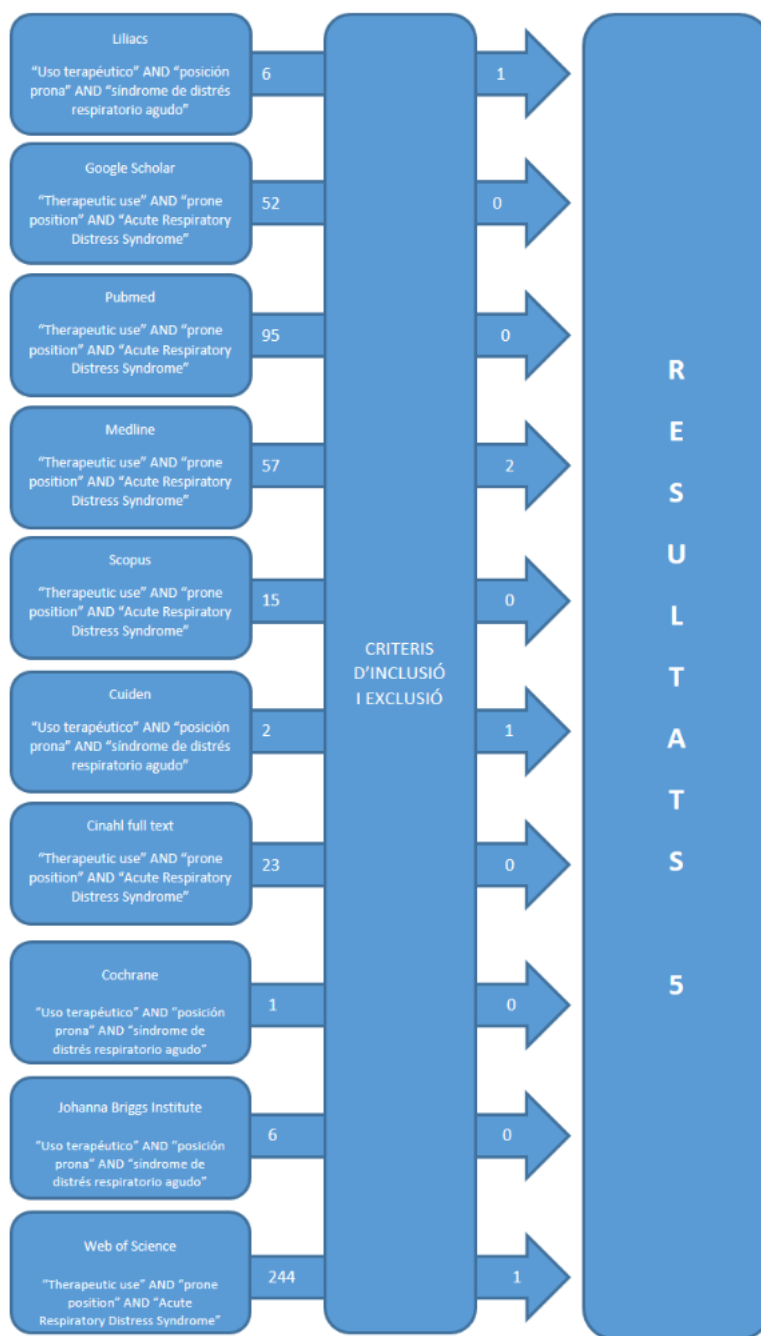 Liliacs
“Uso terapéutico” AND “posición
prona” AND “síndrome de distrés
respiratorio agudo”
6
1
Google Scholar
“Therapeutic use” AND “prone
position” AND “Acute Respiratory
Distress Syndrome”
52
0
Pubmed
“Therapeutic use” AND “prone
position” AND “Acute Respiratory
Distress Syndrome”
95
0
Medline
“Therapeutic use” AND “prone
position” AND “Acute Respiratory
Distress Syndrome”
57
2
Scopus
“Therapeutic use” AND “prone
position” AND “Acute Respiratory
Distress Syndrome”
15
0
Cuiden
“Uso terapéutico” AND “posición
prona” AND “síndrome de distrés
respiratorio agudo”
2
1
Cinahl full text
“Therapeutic use” AND “prone
position” AND “Acute Respiratory
Distress Syndrome”
23
0
Cochrane
“Uso terapéutico” AND “posición
prona” AND “síndrome de
distrés respiratorio agudo”
1
0
Johanna Briggs Institute
“Uso terapéutico” AND “posición
prona” AND “síndrome de
distrés respiratorio agudo”
6
0
Web of Science
“Therapeutic use” AND “prone
position” AND “Acute
Respiratory Distress Syndrome”
244
1
CRITERIS
D’INCLUSIÓ
I EXCLUSIÓ
R
E
S
U
L
T
A
T
S
5